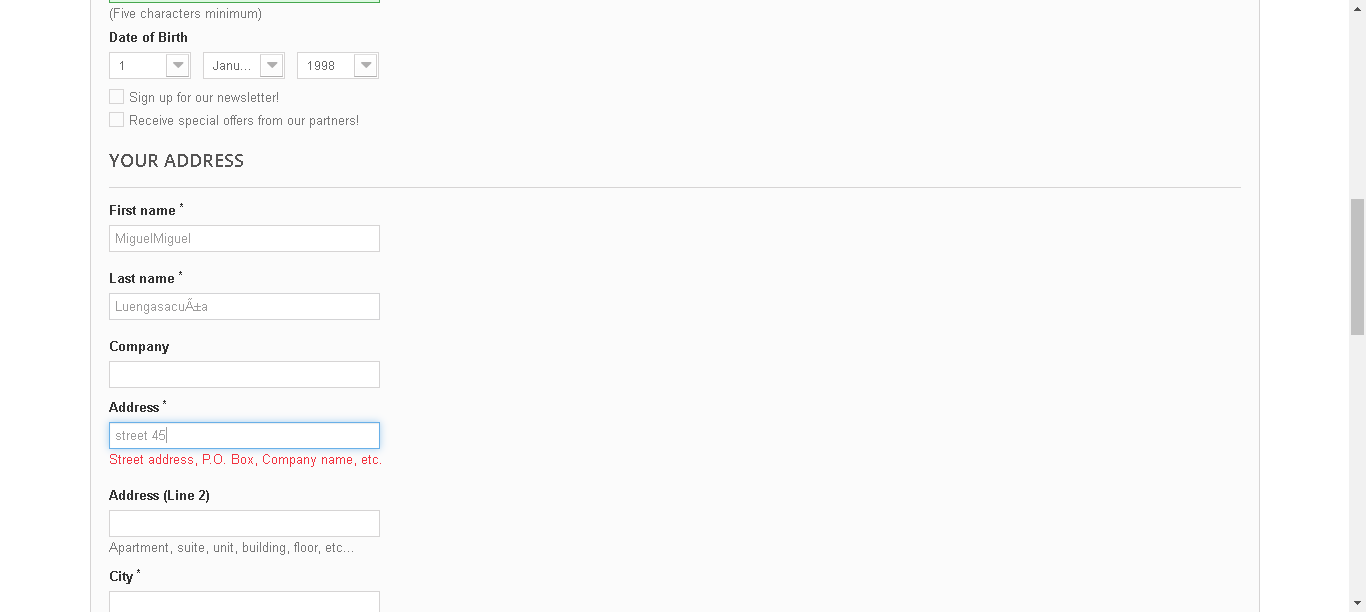 (Five characters minimum)
Date of Birth
1 Janu... 1998
Sign up for our newsletter!
Receive special offers from our partners!
YOUR ADDRESS
First name *
MiguelMiguel
Last name *
LuengasacuÃ±a
Company
Address *
street 45
Street address, P.O. Box, Company name, etc.
Address (Line 2)
Apartment, suite, unit, building, floor, etc...
City *